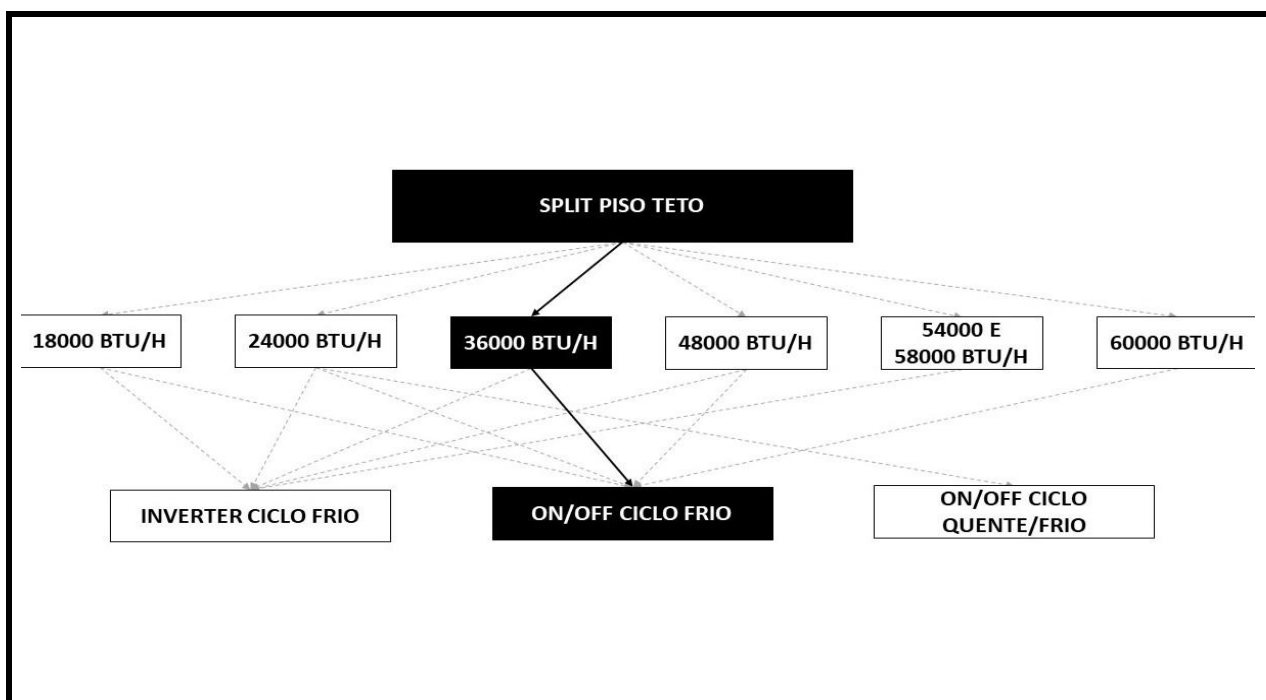 SPLIT PISO TETO
18000 BTU/H
24000 BTU/H
36000 BTU/H
48000 BTU/H
54000 E
58000 BTU/H
60000 BTU/H
INVERTER CICLO FRIO
ON/OFF CICLO FRIO
ON/OFF CICLO
QUENTE/FRIO